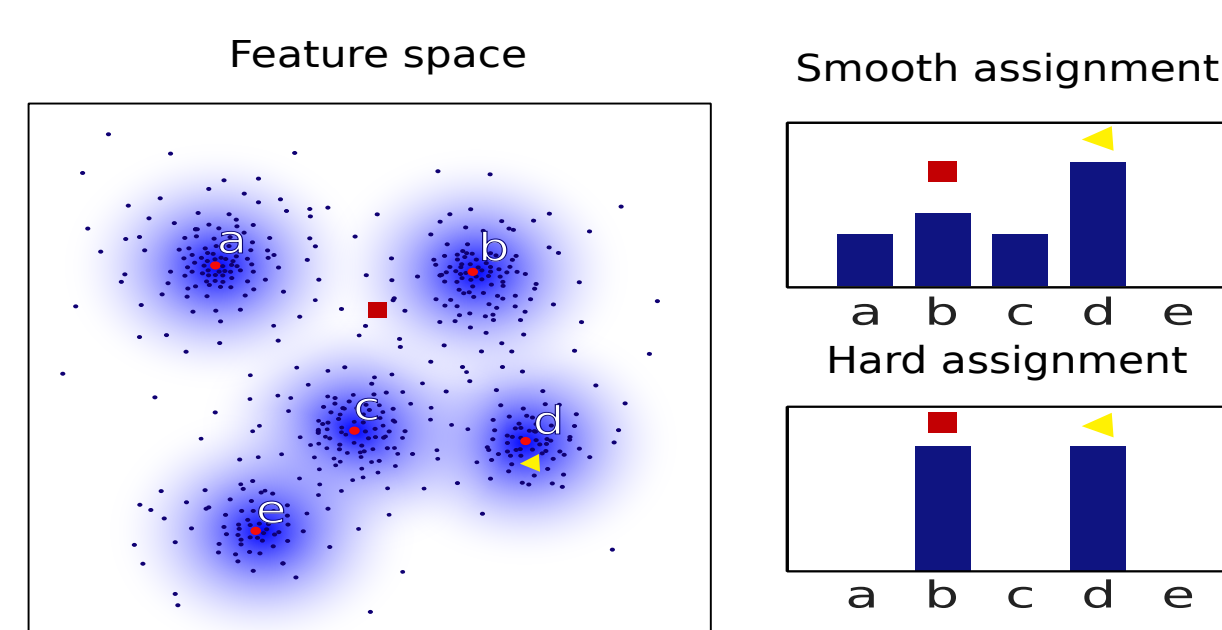 Feature space
a
b
c
d
e
Smooth assignment
a b c d e
Hard assignment
a b c d e